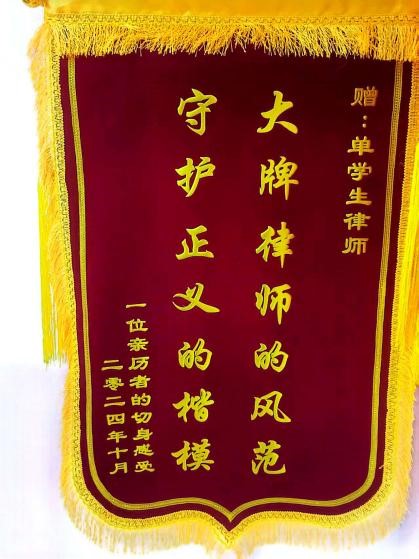 赠：单学生律师
大牌律师的风范
守护正义的楷模
一位亲历者的切身感受
二零二四年十月